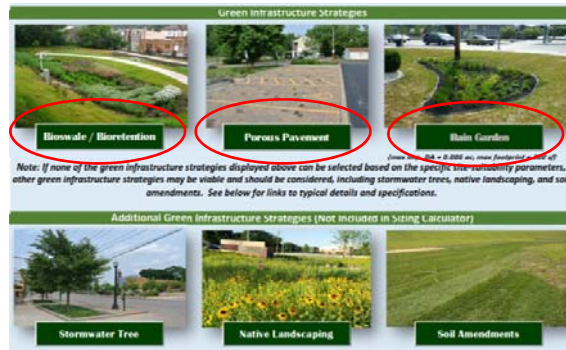 Green Infrastructure Strategies
Bioswale / Bioretention
Porous Pavement
Rain Garden
Note: If none of the green infrastructure strategies displayed above can be selected based on the specific site-suitability parameters,
other green infrastructure strategies may be viable and should be considered, including stormwater trees, native landscaping, and soil
amendments. See below for links to typical details and specifications.
Additional Green Infrastructure Strategies (Not Included in Sizing Calculator)
Stormwater Tree
Native Landscaping
Soil Amendments